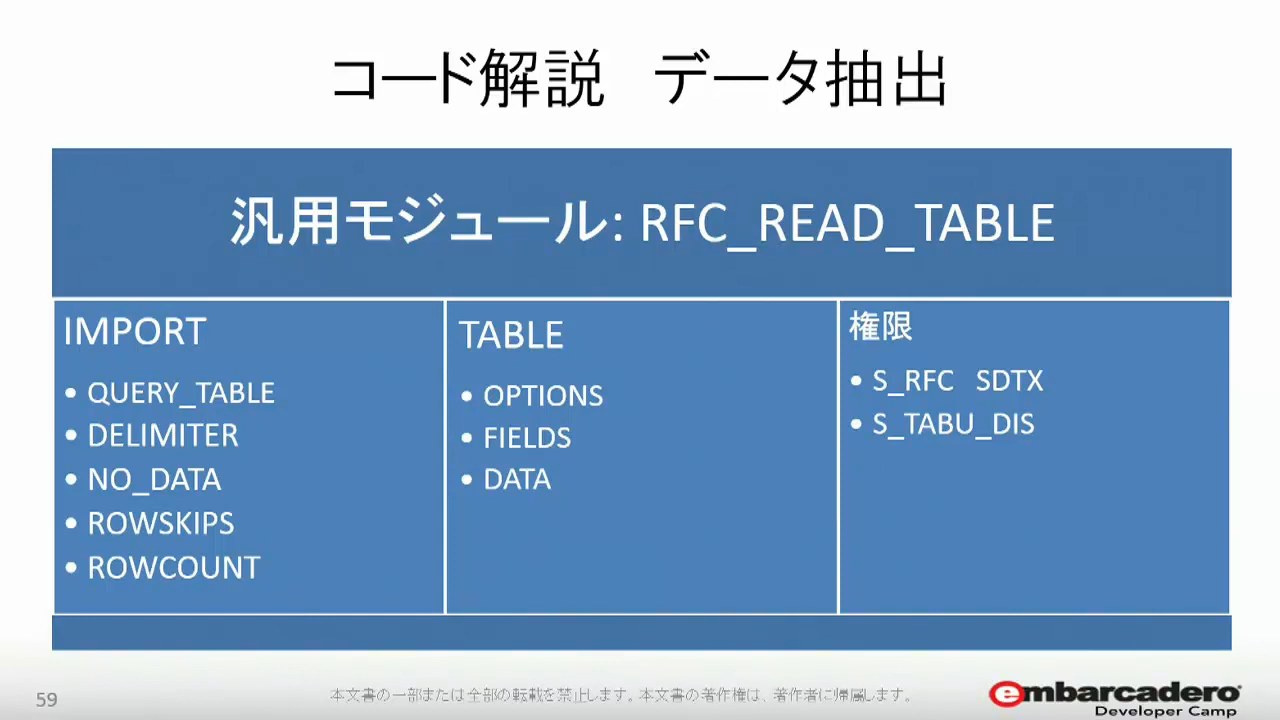 コード解説　データ抽出
汎用モジュール: RFC_READ_TABLE
IMPORT
• QUERY_TABLE
• DELIMITER
• NO_DATA
• ROWSKIPS
• ROWCOUNT
TABLE
• OPTIONS
• FIELDS
• DATA
権限
• S_RFC SDTX
• S_TABU_DIS
59
本文書の一部または全部の転載を禁止します。本文書の著作権は、著作者に帰属します。
embarcadero
Developer Camp